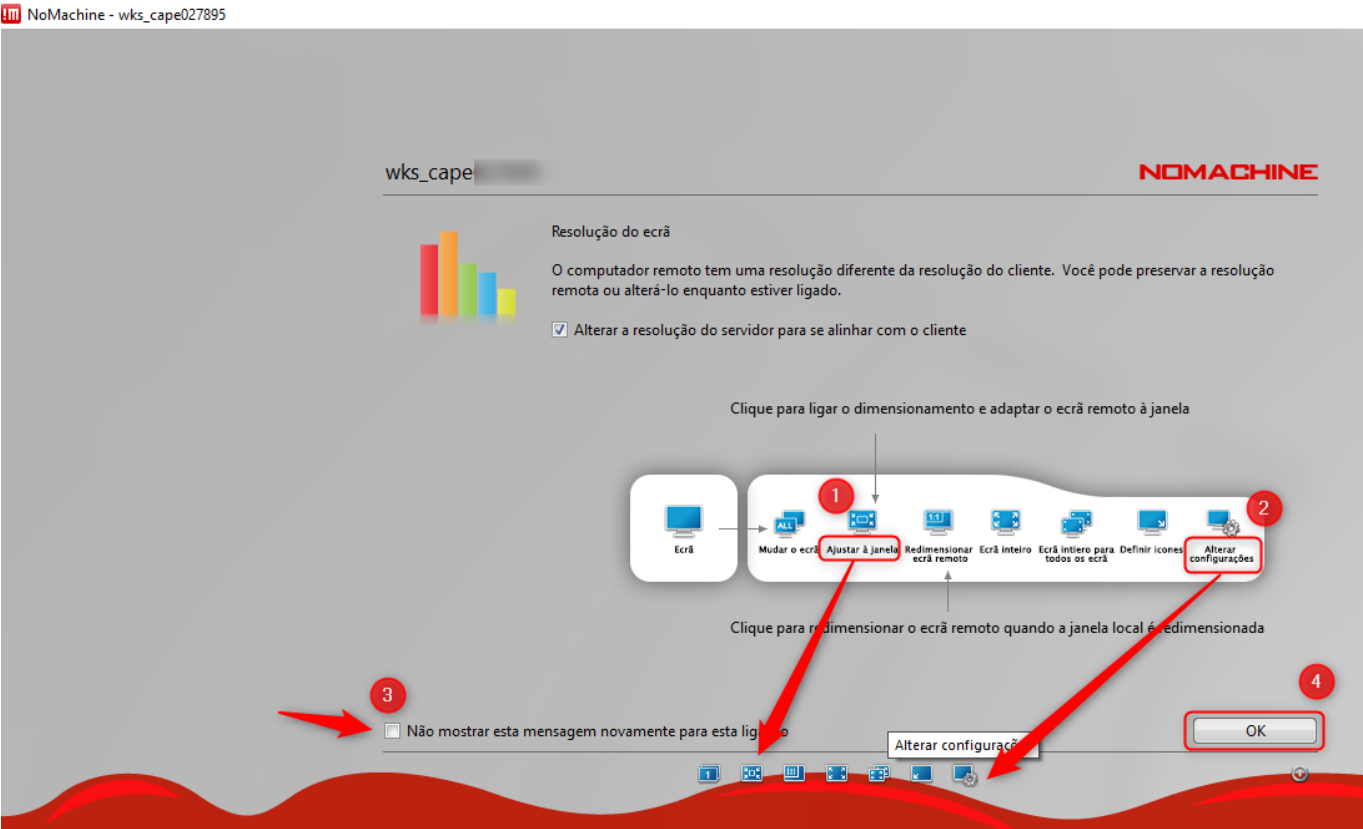 NoMachine - wks_cape027895
wks_cape
NOMACHINE
Resolução do ecrã
O computador remoto tem uma resolução diferente da resolução do cliente. Você pode preservar a resolução
remota ou alterá-lo enquanto estiver ligado.
Alterar a resolução do servidor para se alinhar com o cliente
Clique para ligar o dimensionamento e adaptar o ecrã remoto à janela
1
2
ALL
1:1
Ecrã
Mudar o ecrã
Ajustar à janela
Redimensionar
ecrã remoto
Ecrã inteiro
Ecrã intiero para
todos os ecrã
Definir icones
Alterar
configurações
Clique para redimensionar o ecrã remoto quando a janela local é redimensionada
3
4
Não mostrar esta mensagem novamente para esta
OK
Alterar
1
1:1